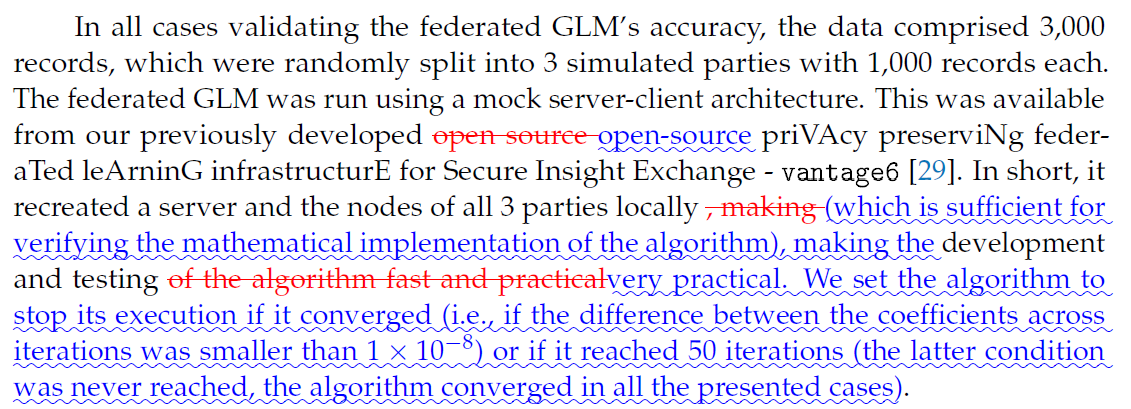 In all cases validating the federated GLM's accuracy, the data comprised 3,000
records, which were randomly split into 3 simulated parties with 1,000 records each.
The federated GLM was run using a mock server-client architecture. This was available
from our previously developed open source open-source priVAcy preserviNg feder-
aTed leArninG infrastructurE for Secure Insight Exchange - vantage6 [29]. In short, it
recreated a server and the nodes of all 3 parties locally , making (which is sufficient for
verifying the mathematical implementation of the algorithm), making the development
and testing of the algorithm fast and practicalvery practical. We set the algorithm to
stop its execution if it converged (i.e., if the difference between the coefficients across
iterations was smaller than 1 × 10⁻⁸) or if it reached 50 iterations (the latter condition
was never reached, the algorithm converged in all the presented cases).